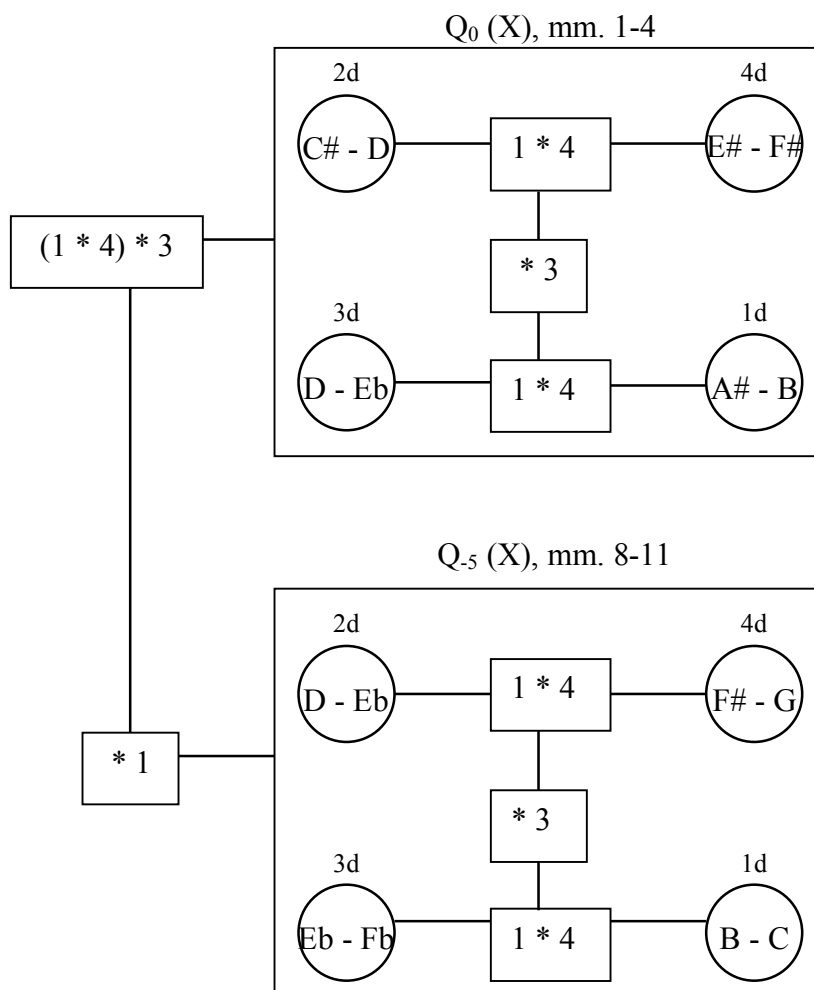 Q₀ (X), mm. 1-4
2d 4d
C# - D 1 * 4 E# - F#
(1 * 4) * 3
* 3
3d 1d
D - Eb 1 * 4 A# - B
Q₋₅ (X), mm. 8-11
2d 4d
D - Eb 1 * 4 F# - G
* 1
* 3
3d 1d
Eb - Fb 1 * 4 B - C